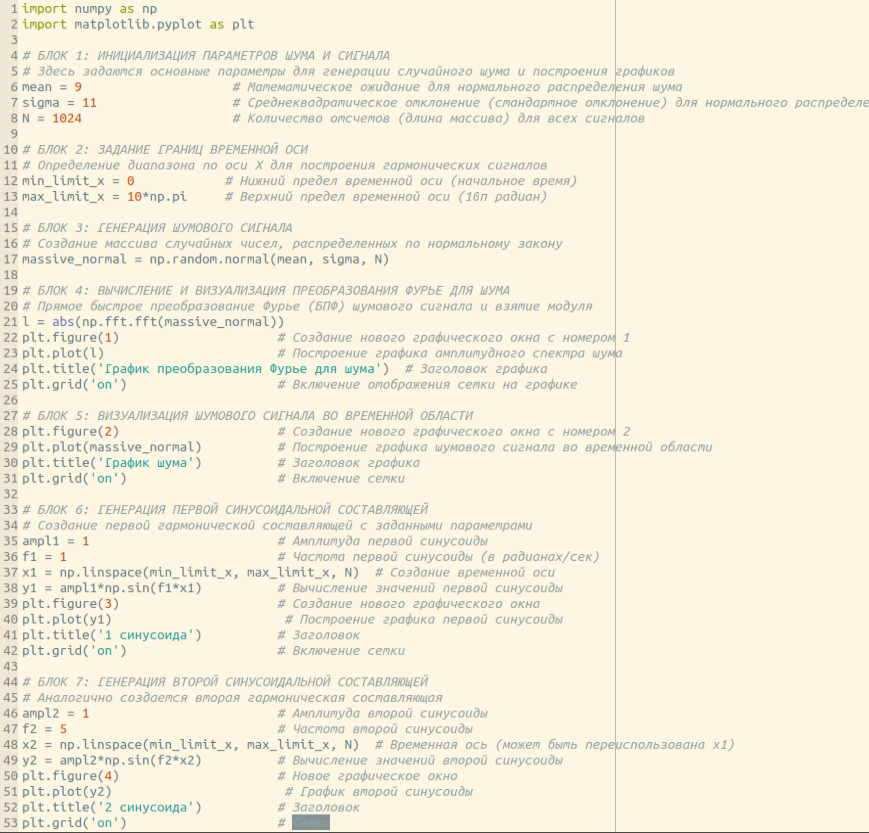 1 import numpy as np
2 import matplotlib.pyplot as plt
3
4 # БЛОК 1: ИНИЦИАЛИЗАЦИЯ ПАРАМЕТРОВ ШУМА И СИГНАЛА
5 # Здесь задаются основные параметры для генерации случайного шума и построения графиков
6 mean = 9 # Математическое ожидание для нормального распределения шума
7 sigma = 11 # Среднеквадратическое отклонение (стандартное отклонение) для нормального распределе
8 N = 1024 # Количество отсчетов (длина массива) для всех сигналов
9
10 # БЛОК 2: ЗАДАНИЕ ГРАНИЦ ВРЕМЕННОЙ ОСИ
11 # Определение диапазона по оси X для построения гармонических сигналов
12 min_limit_x = 0 # Нижний предел временной оси (начальное время)
13 max_limit_x = 10*np.pi # Верхний предел временной оси (10π радиан)
14
15 # БЛОК 3: ГЕНЕРАЦИЯ ШУМОВОГО СИГНАЛА
16 # Создание массива случайных чисел, распределенных по нормальному закону
17 massive_normal = np.random.normal(mean, sigma, N)
18
19 # БЛОК 4: ВЫЧИСЛЕНИЕ И ВИЗУАЛИЗАЦИЯ ПРЕОБРАЗОВАНИЯ ФУРЬЕ ДЛЯ ШУМА
20 # Прямое быстрое преобразование Фурье (БПФ) шумового сигнала и взятие модуля
21 l = abs(np.fft.fft(massive_normal))
22 plt.figure(1) # Создание нового графического окна с номером 1
23 plt.plot(l) # Построение графика амплитудного спектра шума
24 plt.title('График преобразования Фурье для шума') # Заголовок графика
25 plt.grid('on') # Включение отображения сетки на графике
26
27 # БЛОК 5: ВИЗУАЛИЗАЦИЯ ШУМОВОГО СИГНАЛА ВО ВРЕМЕННОЙ ОБЛАСТИ
28 plt.figure(2) # Создание нового графического окна с номером 2
29 plt.plot(massive_normal) # Построение графика шумового сигнала во временной области
30 plt.title('График шума') # Заголовок графика
31 plt.grid('on') # Включение сетки
32
33 # БЛОК 6: ГЕНЕРАЦИЯ ПЕРВОЙ СИНУСОИДАЛЬНОЙ СОСТАВЛЯЮЩЕЙ
34 # Создание первой гармонической составляющей с заданными параметрами
35 ampl1 = 1 # Амплитуда первой синусоиды
36 f1 = 1 # Частота первой синусоиды (в радианах/сек)
37 x1 = np.linspace(min_limit_x, max_limit_x, N) # Создание временной оси
38 y1 = ampl1*np.sin(f1*x1) # Вычисление значений первой синусоиды
39 plt.figure(3) # Создание нового графического окна
40 plt.plot(y1) # Построение графика первой синусоиды
41 plt.title('1 синусоида') # Заголовок
42 plt.grid('on') # Включение сетки
43
44 # БЛОК 7: ГЕНЕРАЦИЯ ВТОРОЙ СИНУСОИДАЛЬНОЙ СОСТАВЛЯЮЩЕЙ
45 # Аналогично создается вторая гармоническая составляющая
46 ampl2 = 1 # Амплитуда второй синусоиды
47 f2 = 5 # Частота второй синусоиды
48 x2 = np.linspace(min_limit_x, max_limit_x, N) # Временная ось (может быть переиспользована x1)
49 y2 = ampl2*np.sin(f2*x2) # Вычисление значений второй синусоиды
50 plt.figure(4) # Новое графическое окно
51 plt.plot(y2) # График второй синусоиды
52 plt.title('2 синусоида') # Заголовок
53 plt.grid('on') # Сетка